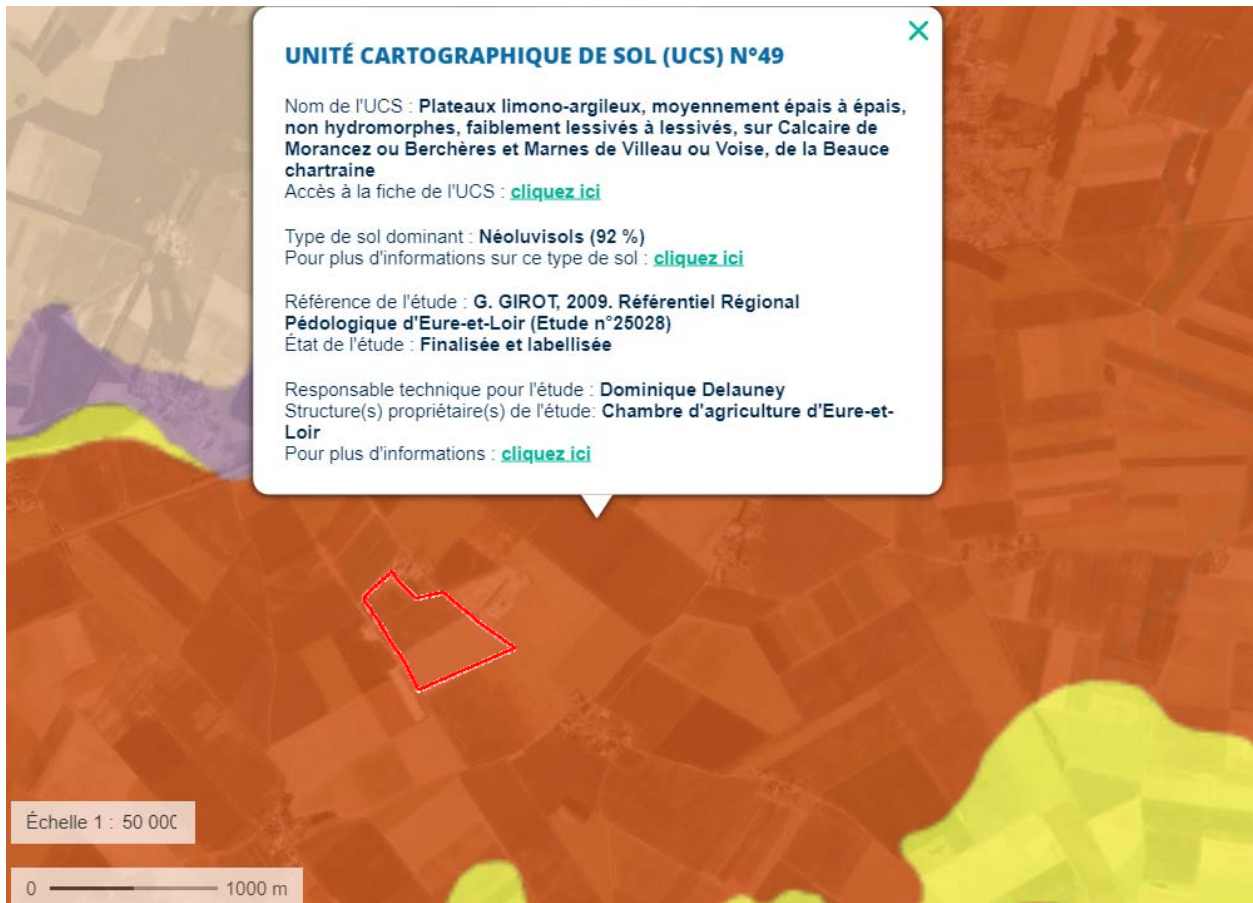 UNITÉ CARTOGRAPHIQUE DE SOL (UCS) N°49
Nom de l'UCS : Plateaux limono-argileux, moyennement épais à épais,
non hydromorphes, faiblement lessivés à lessivés, sur Calcaire de
Morancez ou Berchères et Marnes de Villeau ou Voise, de la Beauce
chartraine
Accès à la fiche de l'UCS : cliquez ici
Type de sol dominant : Néoluvisols (92 %)
Pour plus d'informations sur ce type de sol : cliquez ici
Référence de l'étude : G. GIROT, 2009. Référentiel Régional
Pédologique d'Eure-et-Loir (Etude n°25028)
État de l'étude : Finalisée et labellisée
Responsable technique pour l'étude : Dominique Delauney
Structure(s) propriétaire(s) de l'étude: Chambre d'agriculture d'Eure-et-
Loir
Pour plus d'informations : cliquez ici
Échelle 1 : 50 000
0 1000 m